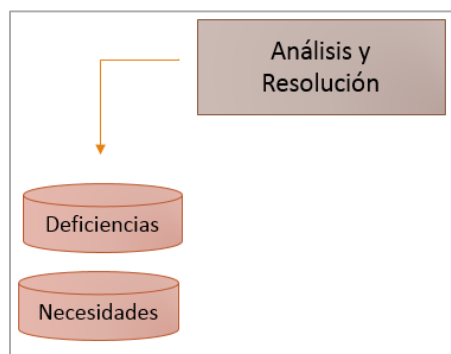 Análisis y
Resolución
Deficiencias
Necesidades